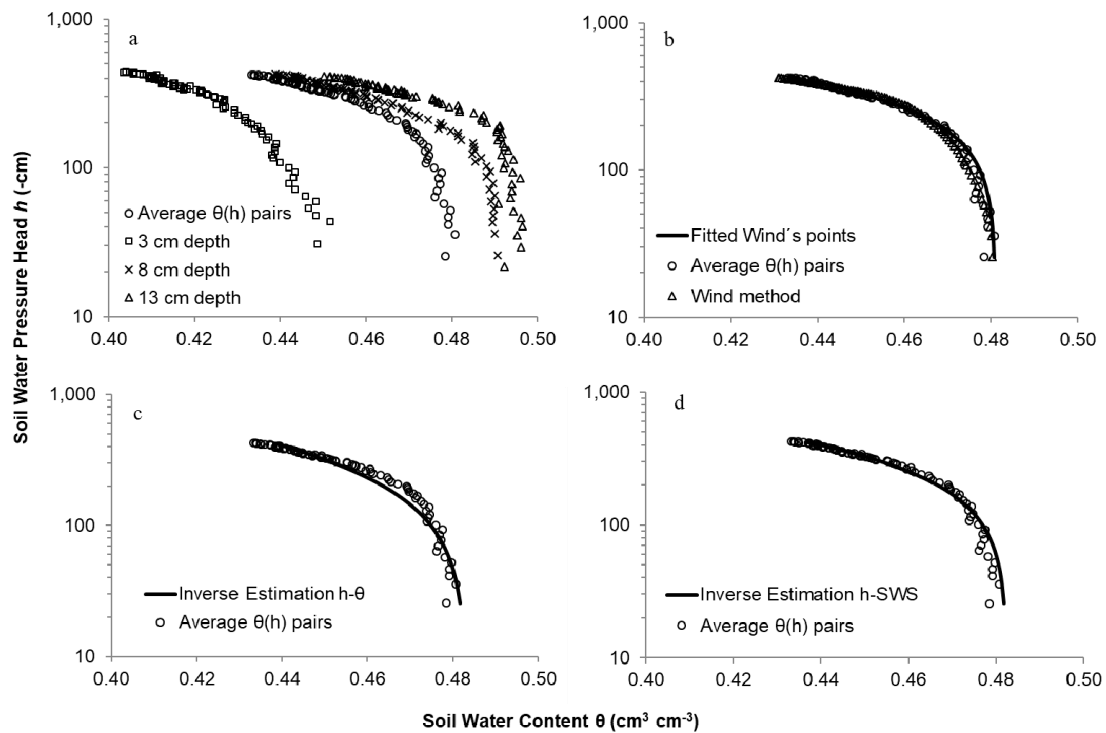 Soil Water Pressure Head h (-cm)
1,000
100
10
a
Average θ(h) pairs
3 cm depth
8 cm depth
13 cm depth
0.40 0.42 0.44 0.46 0.48 0.50
1,000
100
10
b
Fitted Wind´s points
Average θ(h) pairs
Wind method
0.40 0.42 0.44 0.46 0.48 0.50
1,000
100
10
c
Inverse Estimation h-θ
Average θ(h) pairs
0.40 0.42 0.44 0.46 0.48 0.50
1,000
100
10
d
Inverse Estimation h-SWS
Average θ(h) pairs
0.40 0.42 0.44 0.46 0.48 0.50
Soil Water Content θ (cm³ cm⁻³)